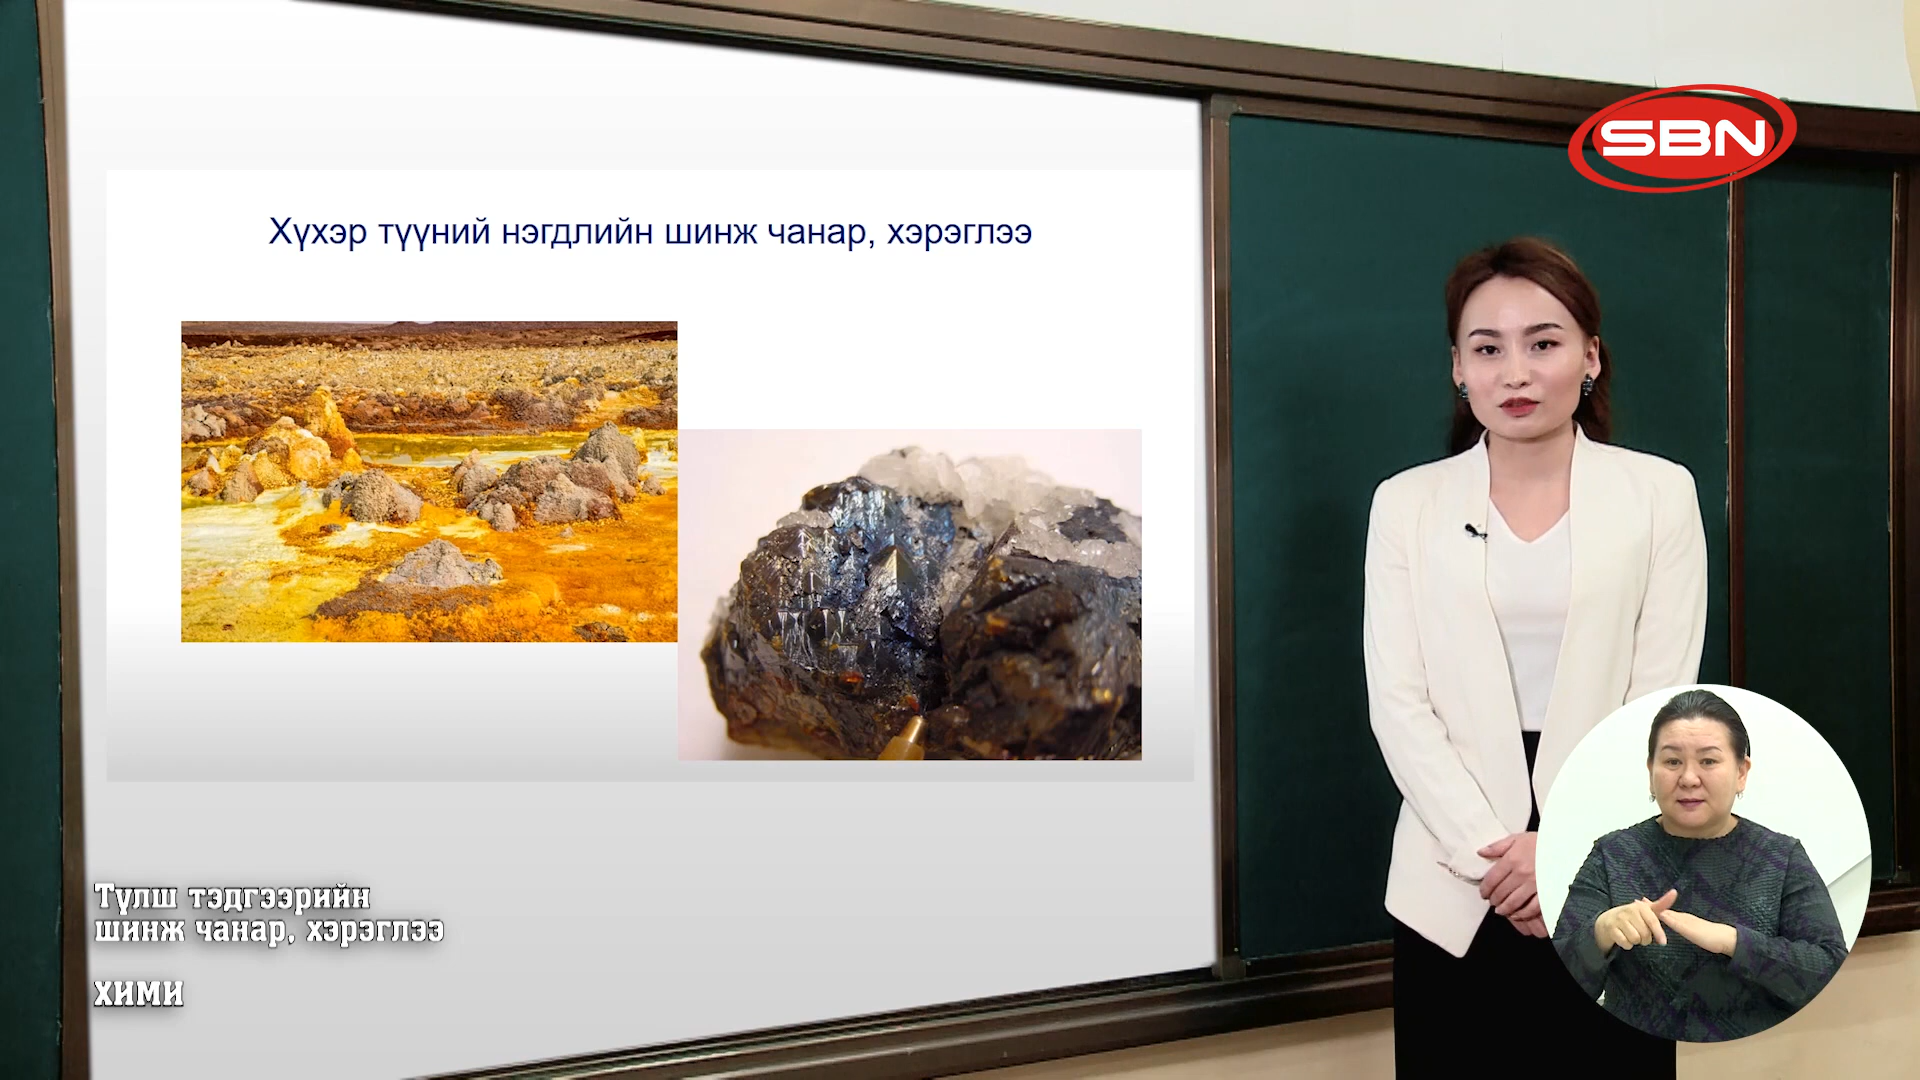 SBN
Хүхэр түүний нэгдлийн шинж чанар, хэрэглээ
Түлш тэдгээрийн
шинж чанар, хэрэглээ
ХИМИ